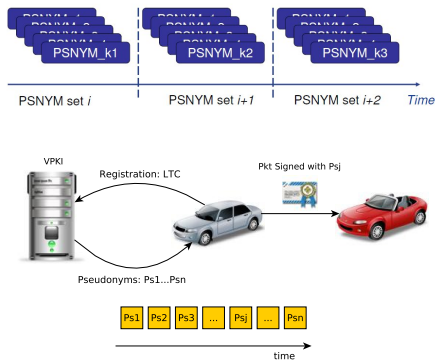 PSNYM_k1 PSNYM_k2 PSNYM_k3
PSNYM set i PSNYM set i+1 PSNYM set i+2 Time
VPKI
Registration: LTC
Pkt Signed with Psj
Pseudonyms: Ps1...Psn
Ps1 Ps2 Ps3 ... Psj ... Psn
time